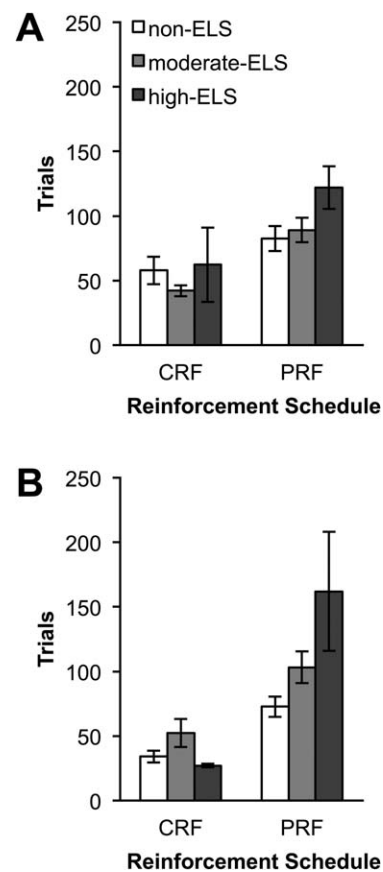 A
250
200
150
100
50
0
Trials
non-ELS
moderate-ELS
high-ELS
CRF
PRF
Reinforcement Schedule
B
250
200
150
100
50
0
Trials
CRF
PRF
Reinforcement Schedule